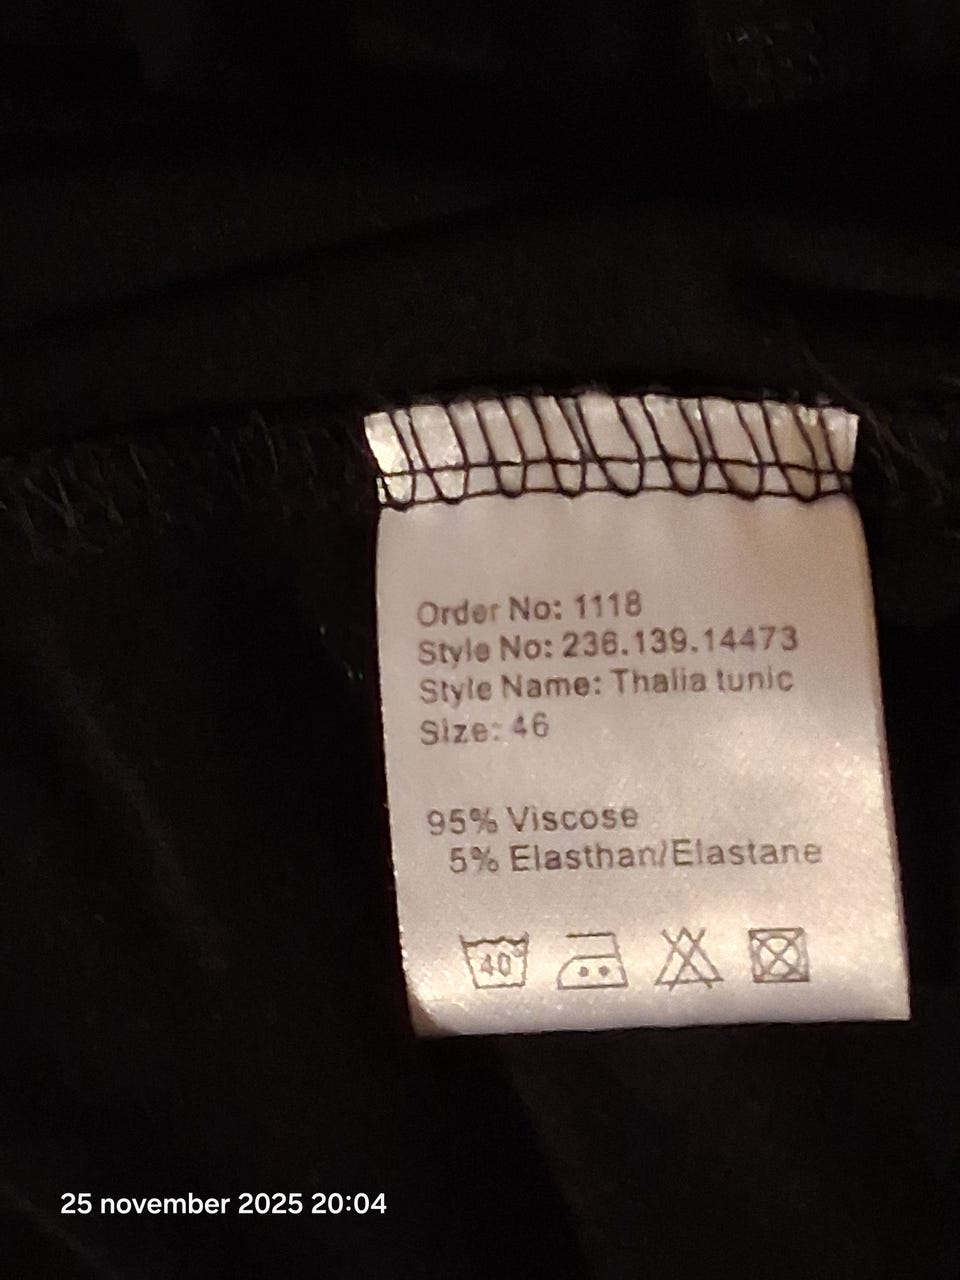 Order No: 1118
Style No: 236.139.14473
Style Name: Thalia tunic
Size: 46
95% Viscose
5% Elasthan/Elastane
40°
25 november 2025 20:04